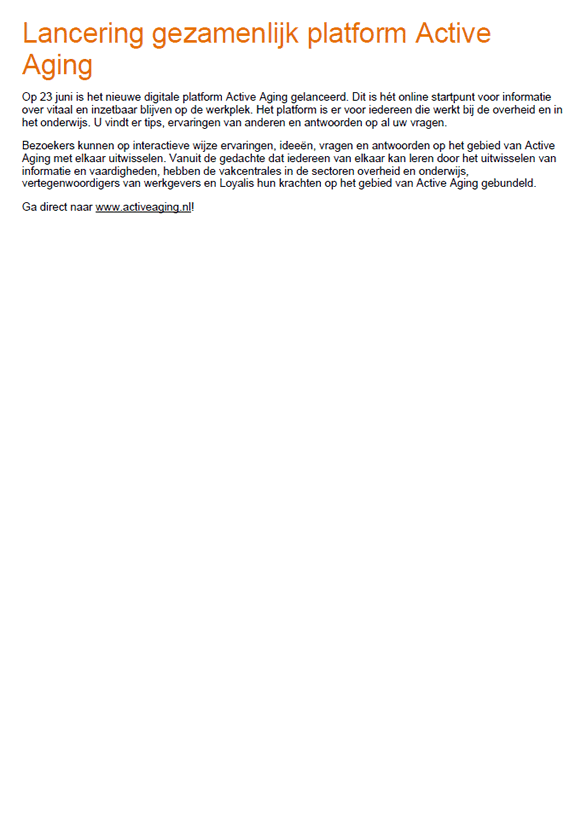 Lancering gezamenlijk platform Active
Aging
Op 23 juni is het nieuwe digitale platform Active Aging gelanceerd. Dit is hét online startpunt voor informatie
over vitaal en inzetbaar blijven op de werkplek. Het platform is er voor iedereen die werkt bij de overheid en in
het onderwijs. U vindt er tips, ervaringen van anderen en antwoorden op al uw vragen.
Bezoekers kunnen op interactieve wijze ervaringen, ideeën, vragen en antwoorden op het gebied van Active
Aging met elkaar uitwisselen. Vanuit de gedachte dat iedereen van elkaar kan leren door het uitwisselen van
informatie en vaardigheden, hebben de vakcentrales in de sectoren overheid en onderwijs,
vertegenwoordigers van werkgevers en Loyalis hun krachten op het gebied van Active Aging gebundeld.
Ga direct naar www.activeaging.nl!